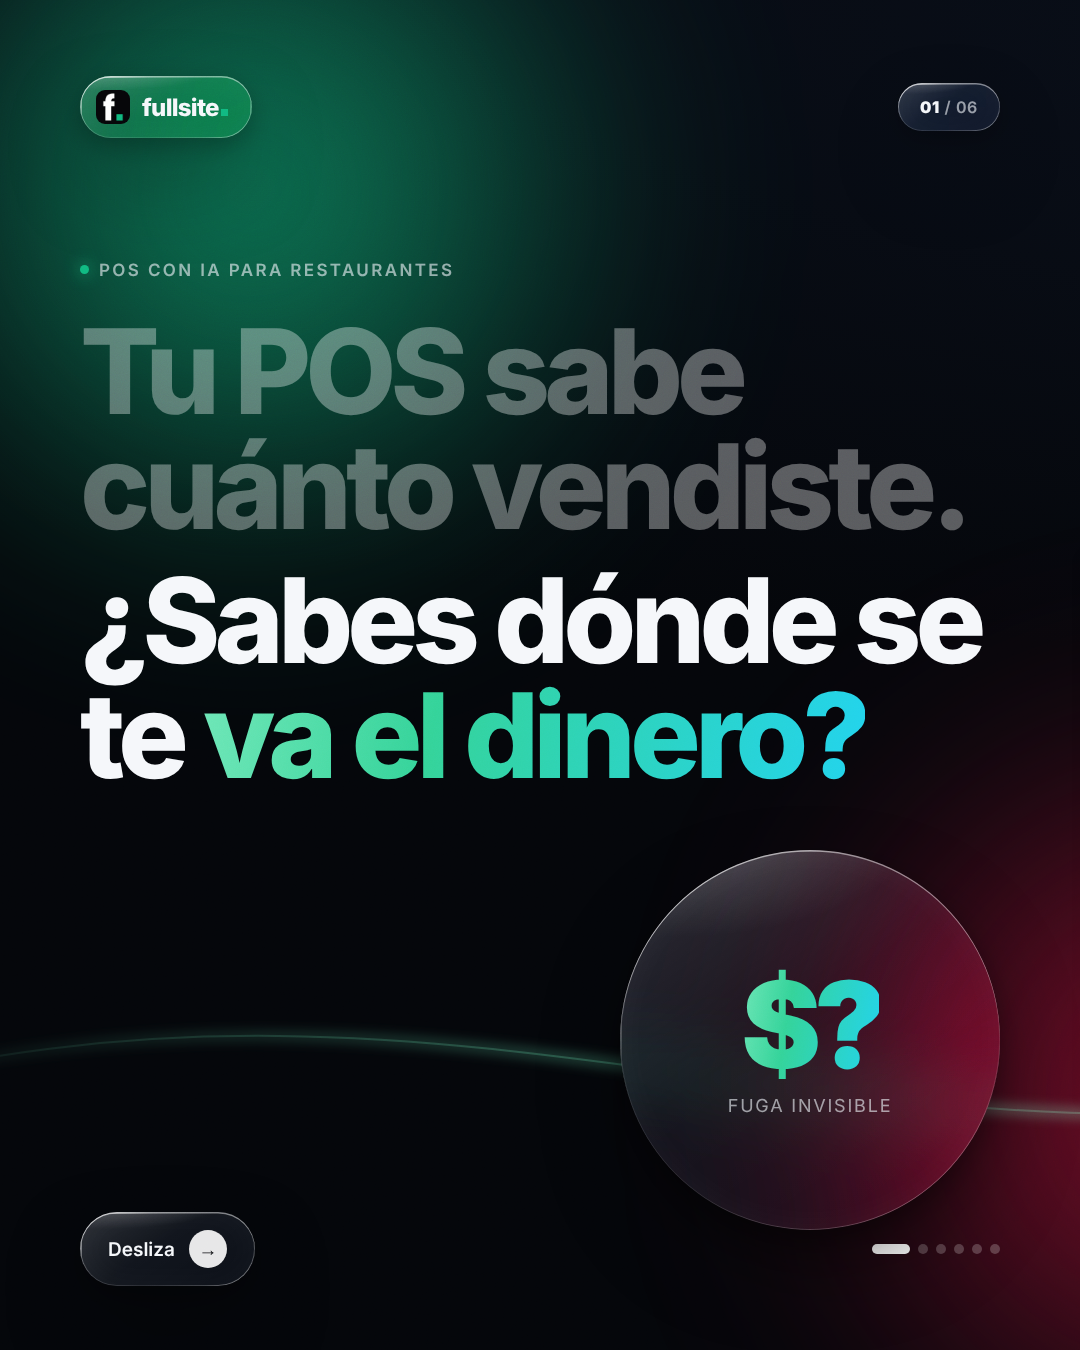 f. fullsite.
01 / 06
POS CON IA PARA RESTAURANTES
Tu POS sabe
cuánto vendiste.
¿Sabes dónde se
te va el dinero?
$?
FUGA INVISIBLE
Desliza →